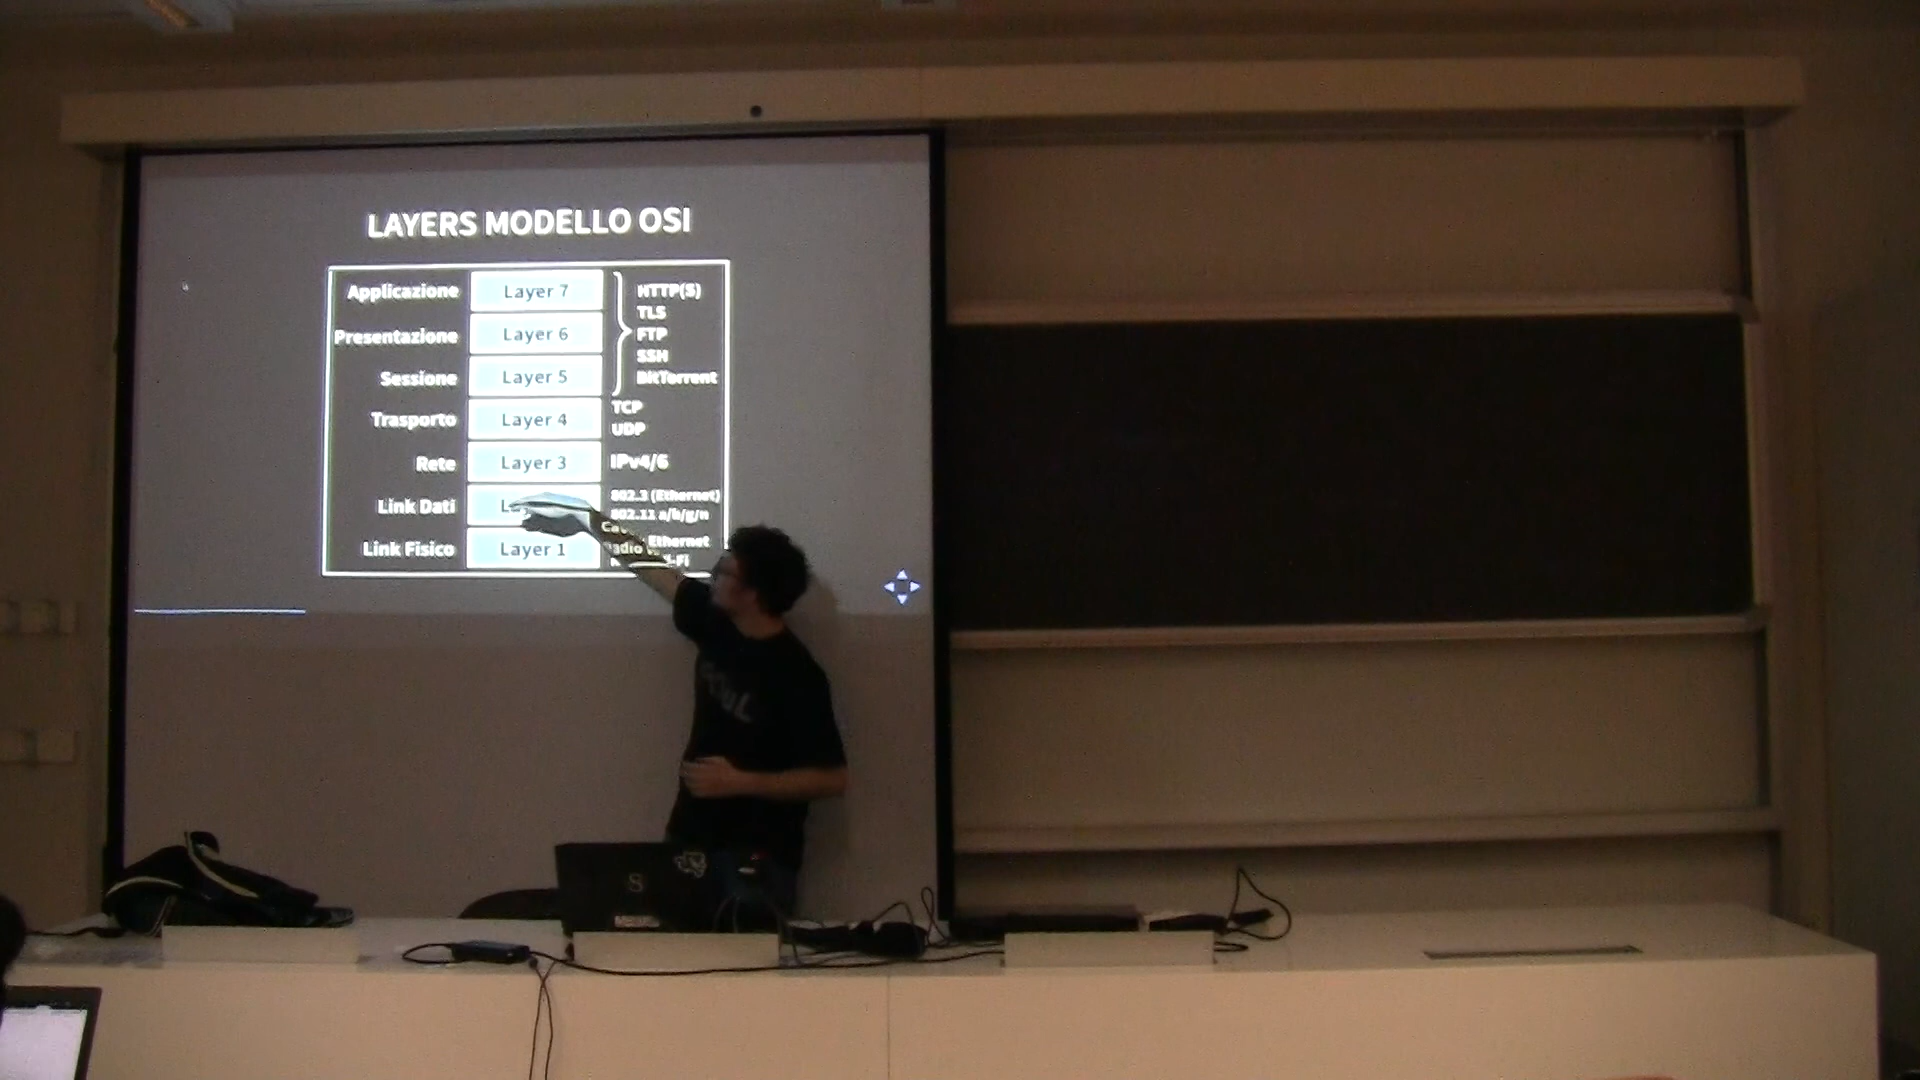 LAYERS MODELLO OSI
Applicazione Layer 7 HTTP(S)
TLS
Presentazione Layer 6 FTP
SSH
Sessione Layer 5 BitTorrent
Trasporto Layer 4 TCP
UDP
Rete Layer 3 IPv4/6
Link Dati 802.3 (Ethernet)
802.11 a/b/g/n
Link Fisico Layer 1 Ethernet
S